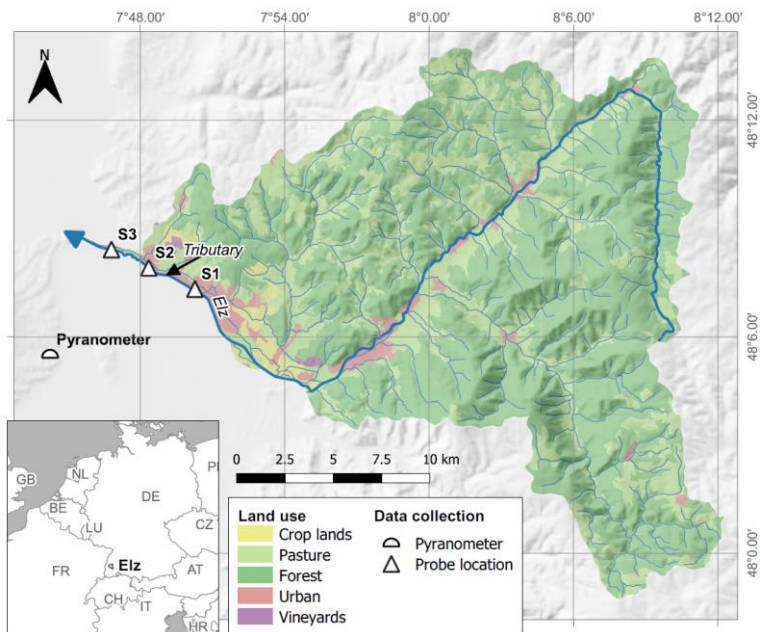 7°48.00'
7°54.00'
8°0.00'
8°6.00'
8°12.00'
N
48°12.00'
S3
S2
Tributary
S1
Elz
Pyranometer
48°6.00'
0 2.5 5 7.5 10 km
GB
NL
BE
DE
LU
CZ
FR
Elz
AT
CH
IT
HR
Land use
Crop lands
Pasture
Forest
Urban
Vineyards
Data collection
Pyranometer
Probe location
48°0.00'